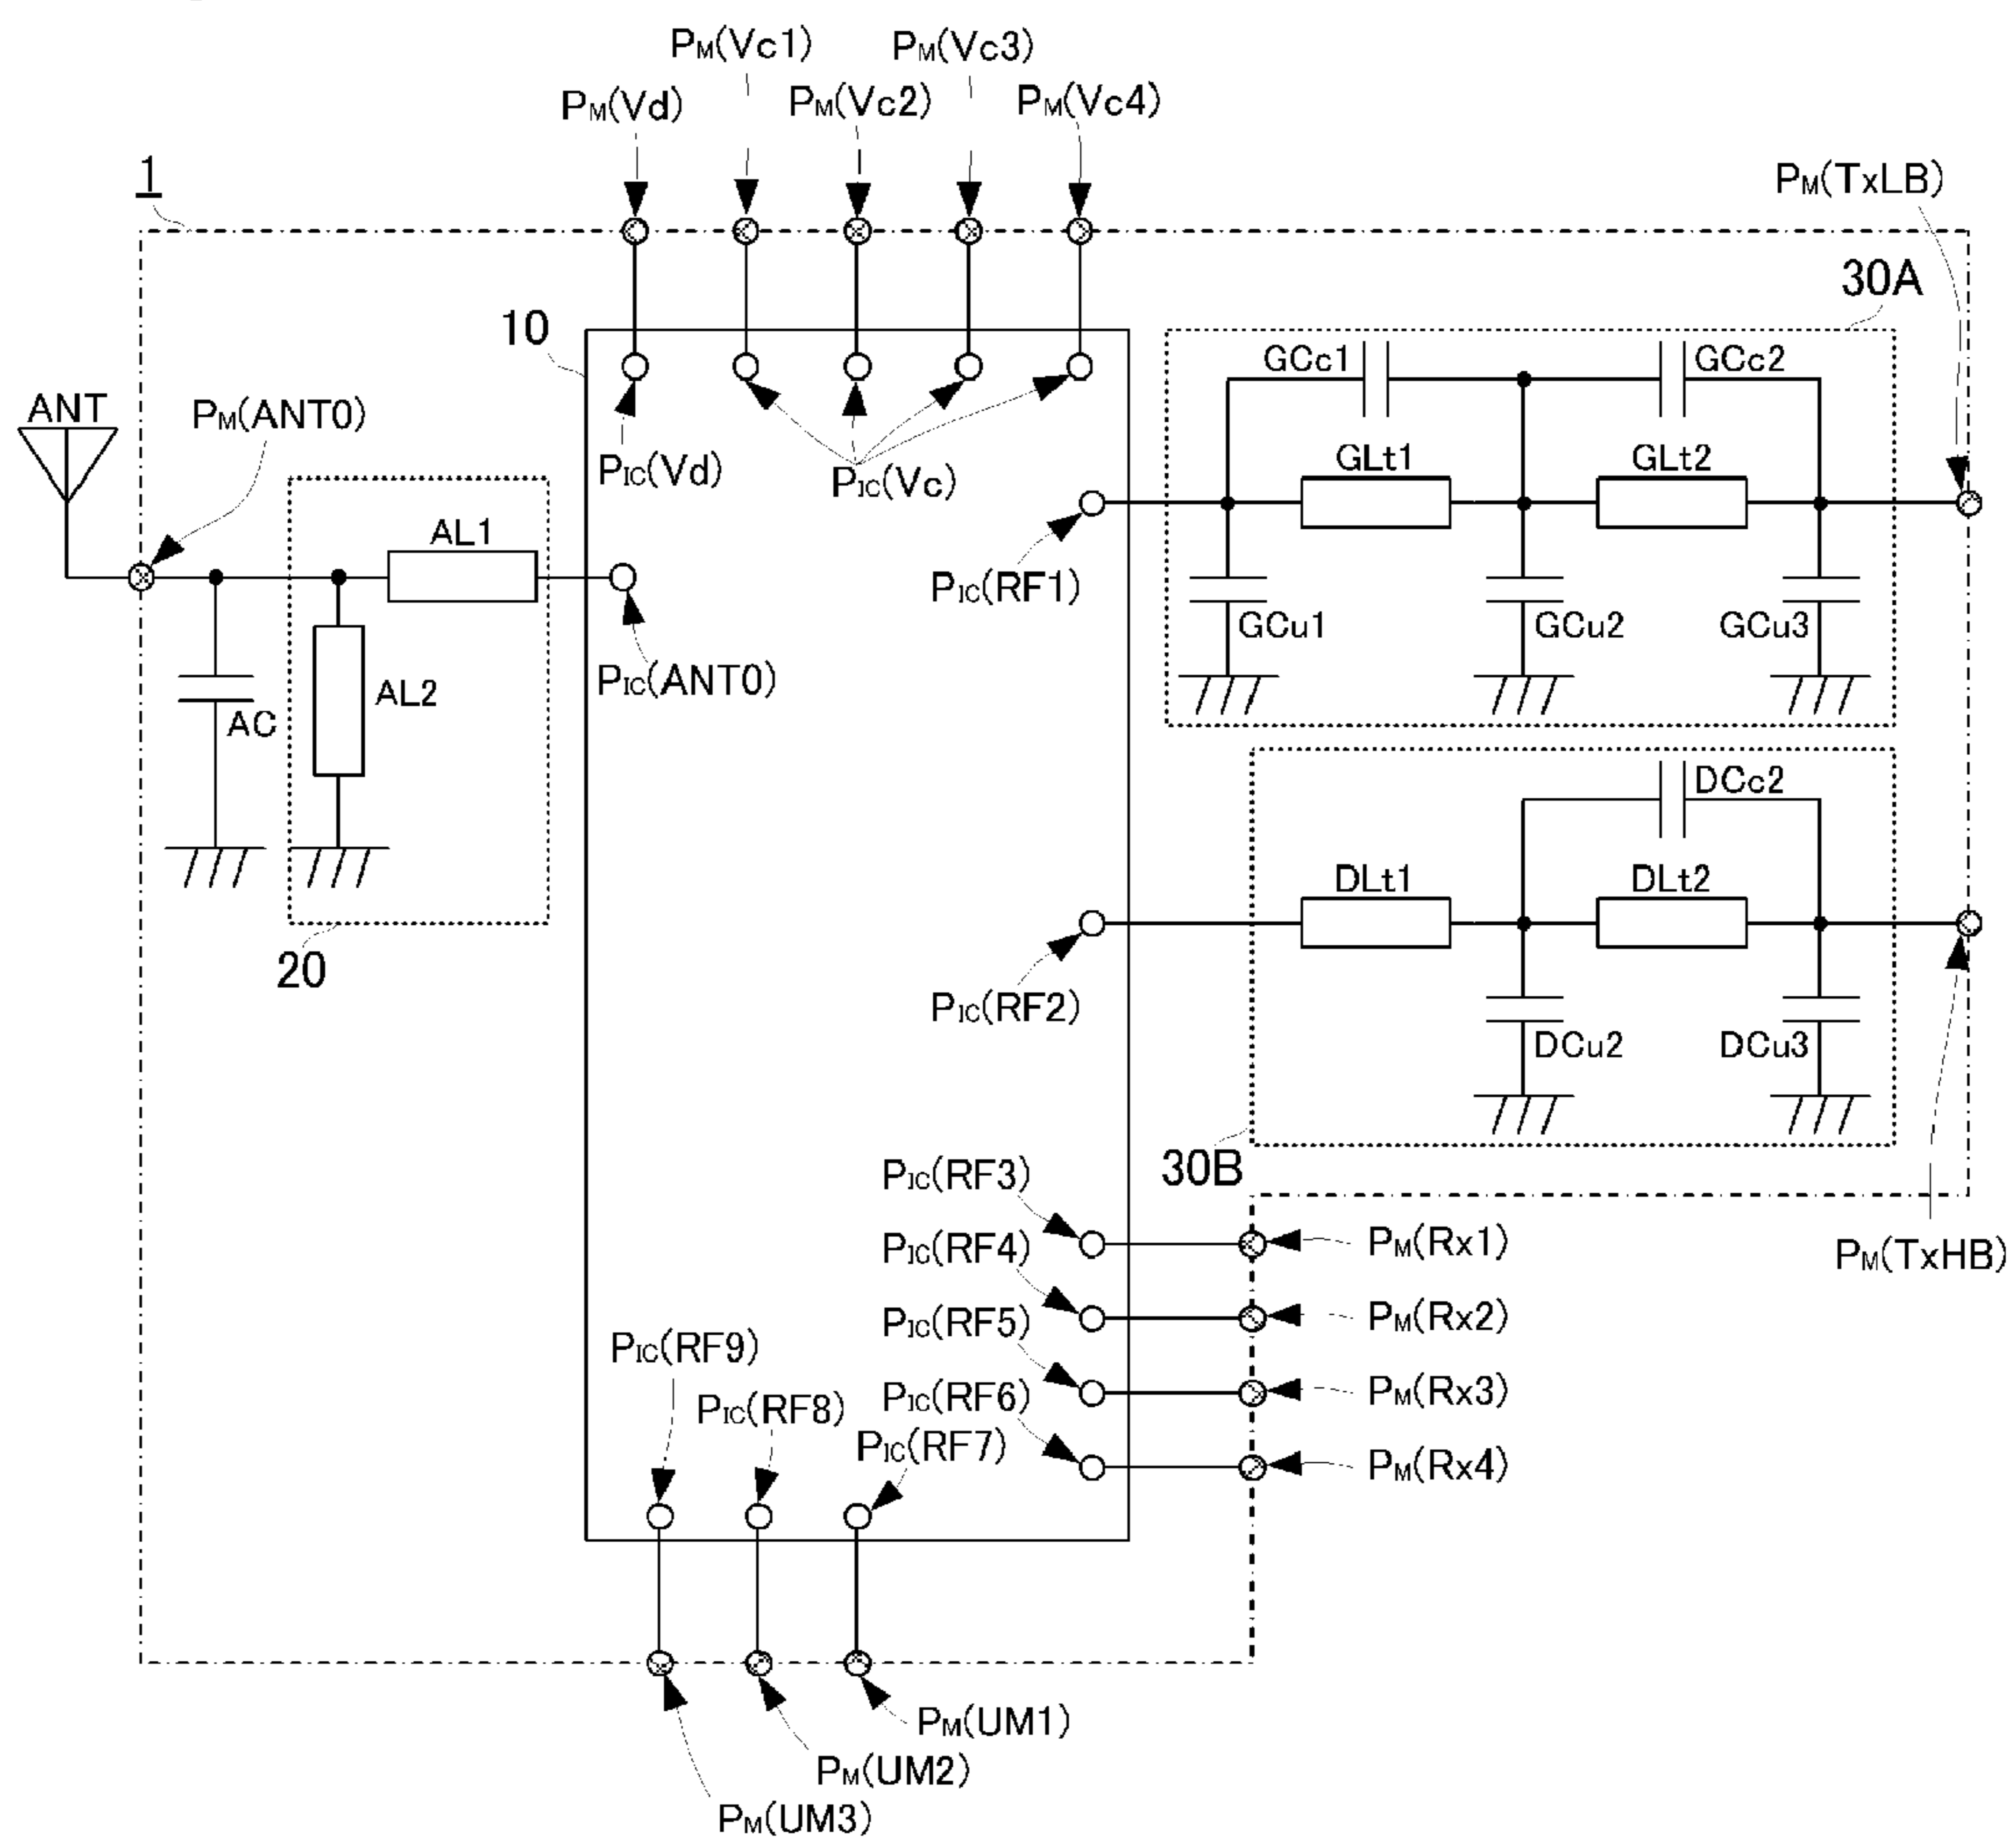 PM(Vc1)
PM(Vc3)
PM(Vd)
PM(Vc2)
PM(Vc4)
1
PM(TxLB)
30A
10
GCc1
GCc2
ANT
PM(ANT0)
PIC(Vd)
PIC(Vc)
GLt1
GLt2
AL1
PIC(RF1)
GCu1
GCu2
GCu3
PIC(ANT0)
AL2
AC
DCc2
DLt1
DLt2
20
PIC(RF2)
DCu2
DCu3
30B
PIC(RF3)
PM(Rx1)
PM(TxHB)
PIC(RF4)
PM(Rx2)
PIC(RF5)
PIC(RF9)
PM(Rx3)
PIC(RF6)
PIC(RF8)
PIC(RF7)
PM(Rx4)
PM(UM1)
PM(UM2)
PM(UM3)